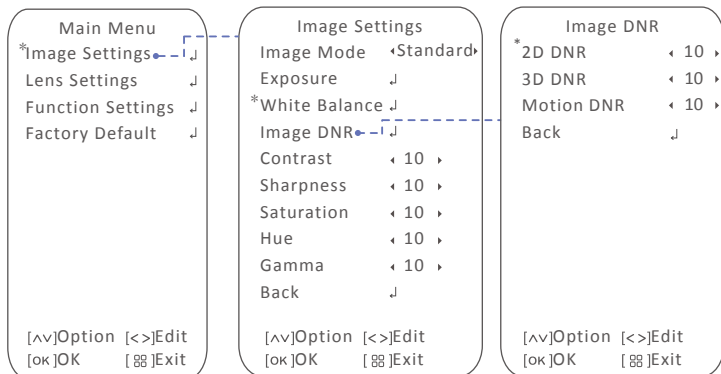 Main Menu
*Image Settings ↲
Lens Settings ↲
Function Settings ↲
Factory Default ↲
[∧∨]Option [<>]Edit
[OK]OK [88]Exit
Image Settings
Image Mode ◂Standard▸
Exposure ↲
*White Balance ↲
Image DNR ↲
Contrast ◂ 10 ▸
Sharpness ◂ 10 ▸
Saturation ◂ 10 ▸
Hue ◂ 10 ▸
Gamma ◂ 10 ▸
Back ↲
[∧∨]Option [<>]Edit
[OK]OK [88]Exit
Image DNR
*2D DNR ◂ 10 ▸
3D DNR ◂ 10 ▸
Motion DNR ◂ 10 ▸
Back ↲
[∧∨]Option [<>]Edit
[OK]OK [88]Exit